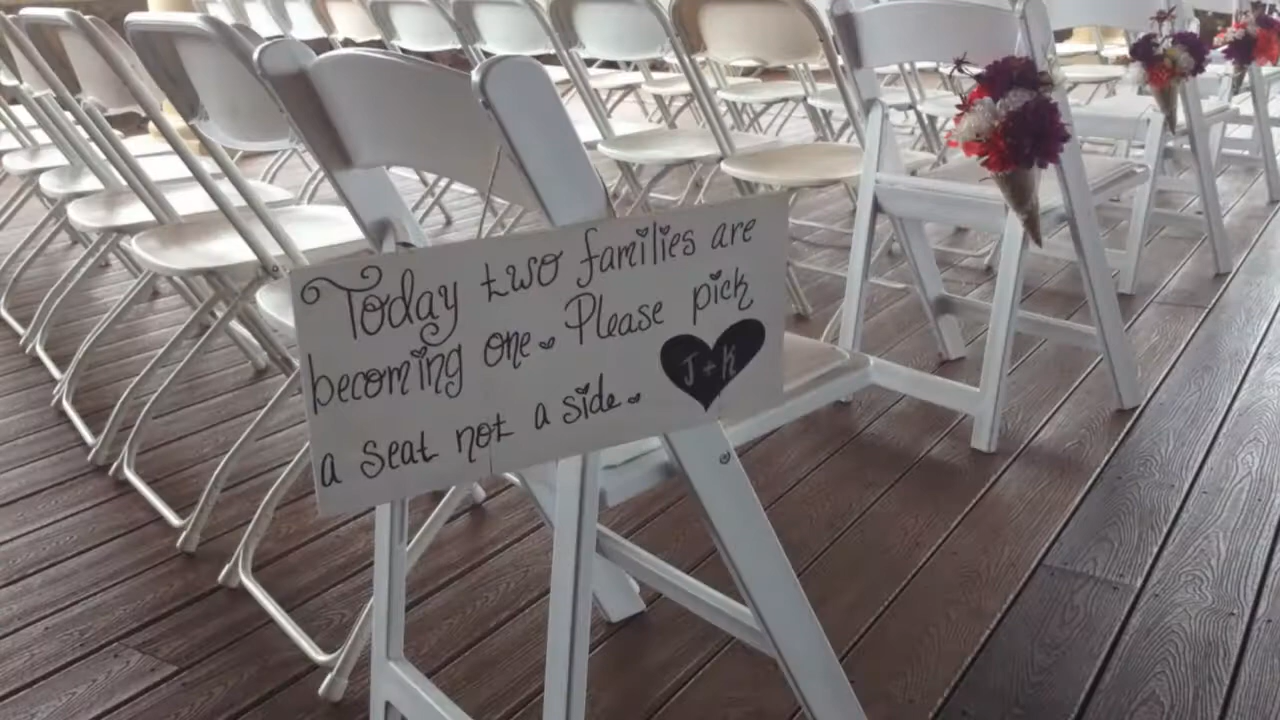 Today two families are
becoming one. Please pick
a seat not a side.
J + K